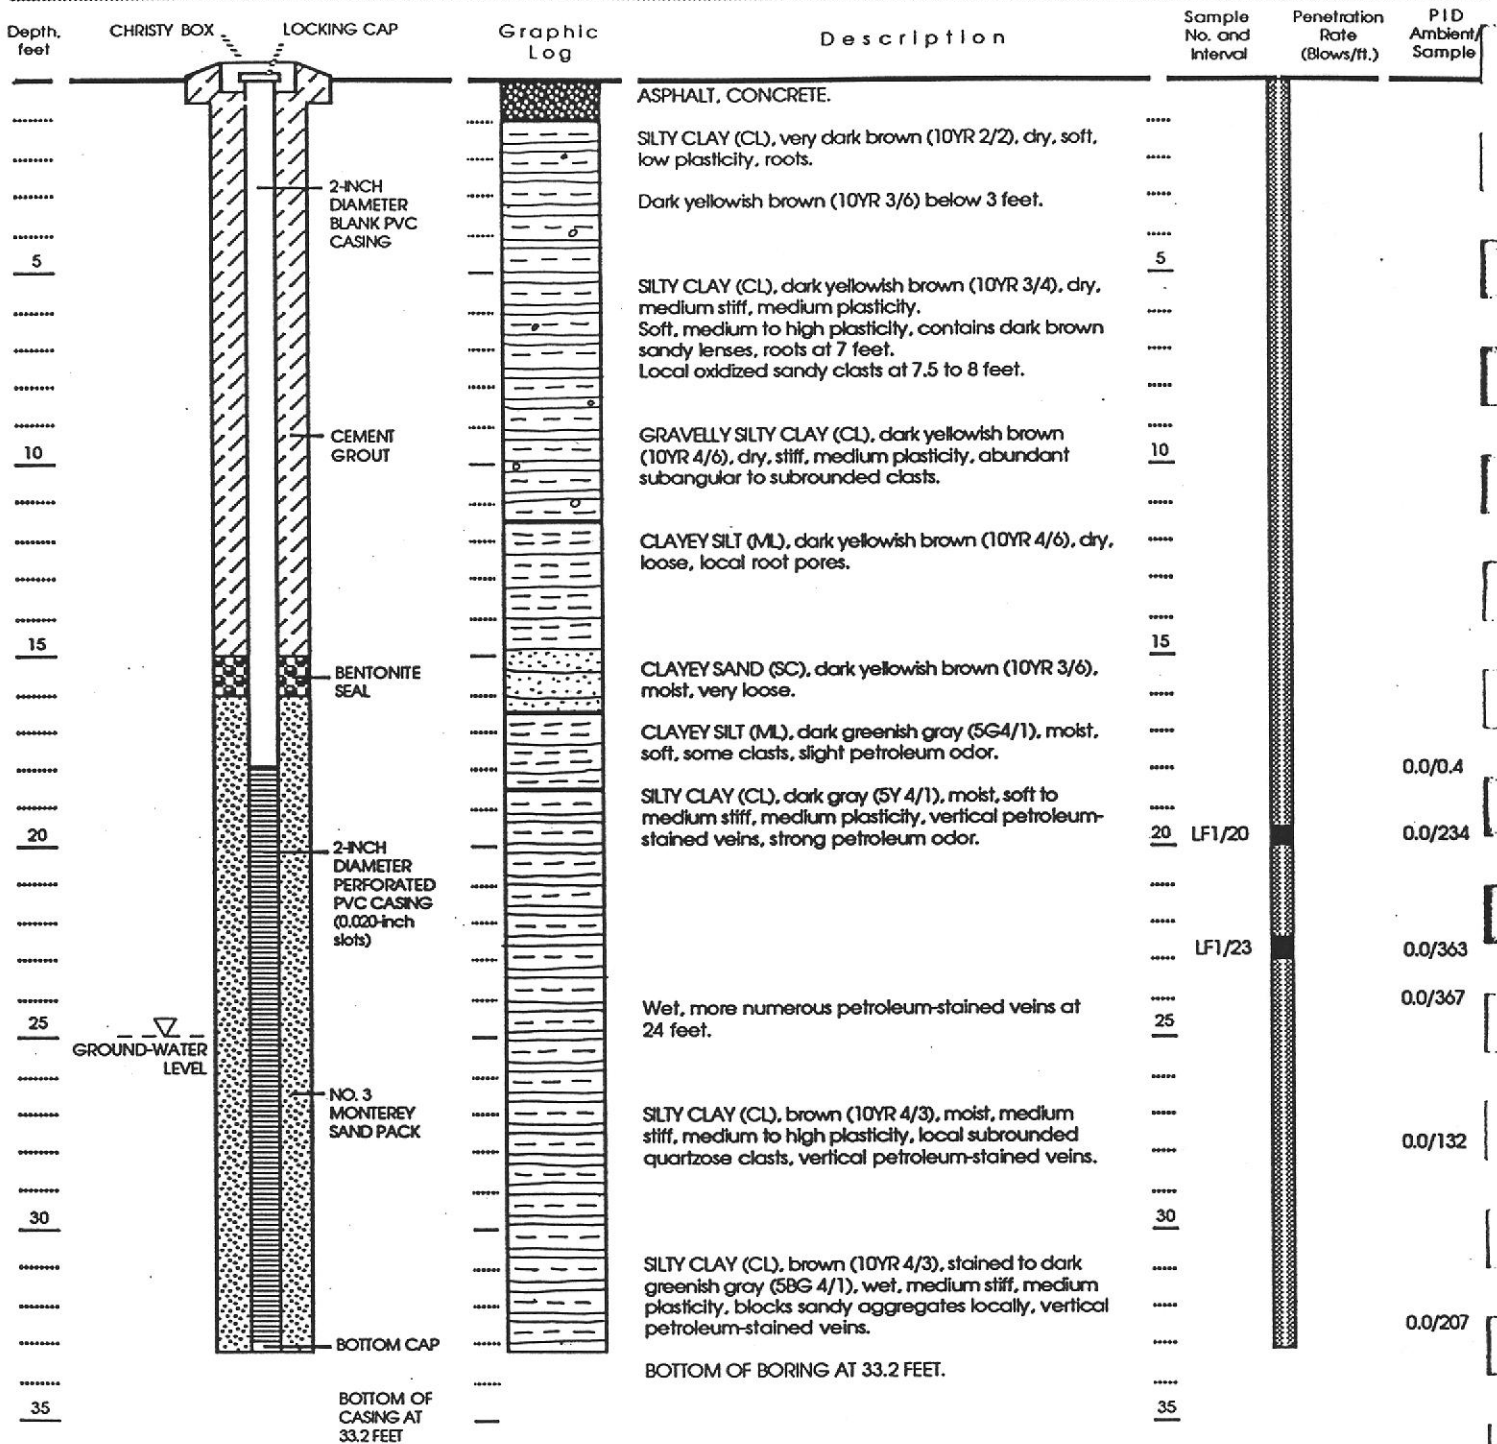 Depth, feet
CHRISTY BOX
LOCKING CAP
Graphic Log
Description
Sample No. and Interval
Penetration Rate (Blows/ft.)
PID Ambient/ Sample
ASPHALT, CONCRETE.
SILTY CLAY (CL), very dark brown (10YR 2/2), dry, soft,
low plasticity, roots.
2-INCH
DIAMETER
BLANK PVC
CASING
Dark yellowish brown (10YR 3/6) below 3 feet.
5
5
SILTY CLAY (CL), dark yellowish brown (10YR 3/4), dry,
medium stiff, medium plasticity.
Soft, medium to high plasticity, contains dark brown
sandy lenses, roots at 7 feet.
Local oxidized sandy clasts at 7.5 to 8 feet.
10
CEMENT
GROUT
GRAVELLY SILTY CLAY (CL), dark yellowish brown
(10YR 4/6), dry, stiff, medium plasticity, abundant
subangular to subrounded clasts.
10
CLAYEY SILT (ML), dark yellowish brown (10YR 4/6), dry,
loose, local root pores.
15
15
BENTONITE
SEAL
CLAYEY SAND (SC), dark yellowish brown (10YR 3/6),
moist, very loose.
CLAYEY SILT (ML), dark greenish gray (5G4/1), moist,
soft, some clasts, slight petroleum odor.
0.0/0.4
SILTY CLAY (CL), dark gray (5Y 4/1), moist, soft to
medium stiff, medium plasticity, vertical petroleum-
stained veins, strong petroleum odor.
20
20
LF1/20
0.0/234
2-INCH
DIAMETER
PERFORATED
PVC CASING
(0.020-inch
slots)
LF1/23
0.0/363
Wet, more numerous petroleum-stained veins at
24 feet.
0.0/367
25
25
GROUND-WATER
LEVEL
NO. 3
MONTEREY
SAND PACK
SILTY CLAY (CL), brown (10YR 4/3), moist, medium
stiff, medium to high plasticity, local subrounded
quartzose clasts, vertical petroleum-stained veins.
0.0/132
30
30
SILTY CLAY (CL), brown (10YR 4/3), stained to dark
greenish gray (5BG 4/1), wet, medium stiff, medium
plasticity, blocks sandy aggregates locally, vertical
petroleum-stained veins.
0.0/207
BOTTOM CAP
BOTTOM OF BORING AT 33.2 FEET.
35
BOTTOM OF
CASING AT
33.2 FEET
35